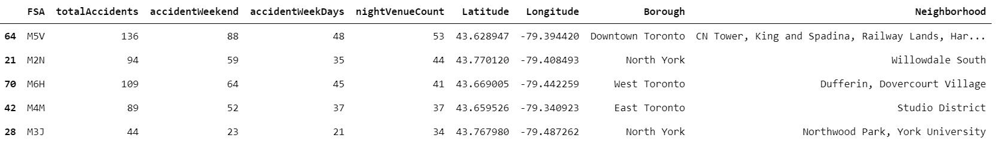 FSA totalAccidents accidentWeekend accidentWeekDays nightVenueCount Latitude Longitude Borough Neighborhood
64 M5V 136 88 48 53 43.628947 -79.394420 Downtown Toronto CN Tower, King and Spadina, Railway Lands, Har...
21 M2N 94 59 35 44 43.770120 -79.408493 North York Willowdale South
70 M6H 109 64 45 41 43.669005 -79.442259 West Toronto Dufferin, Dovercourt Village
42 M4M 89 52 37 37 43.659526 -79.340923 East Toronto Studio District
28 M3J 44 23 21 34 43.767980 -79.487262 North York Northwood Park, York University